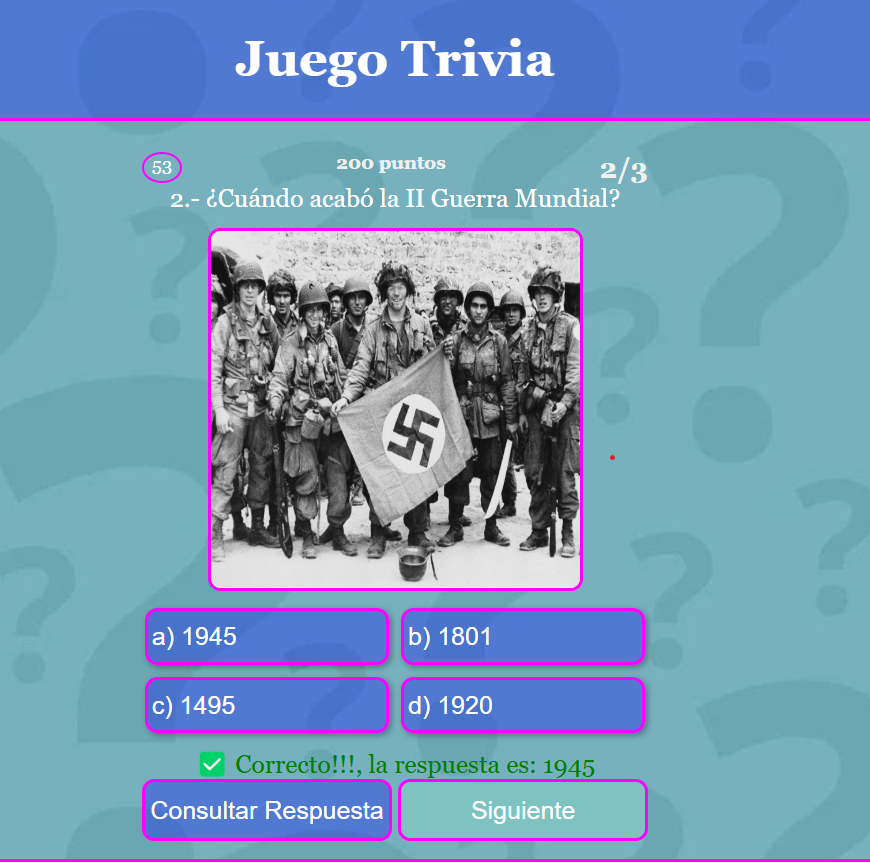 Juego Trivia
53
200 puntos
2/3
2.- ¿Cuándo acabó la II Guerra Mundial?
a) 1945
b) 1801
c) 1495
d) 1920
Correcto!!!, la respuesta es: 1945
Consultar Respuesta
Siguiente